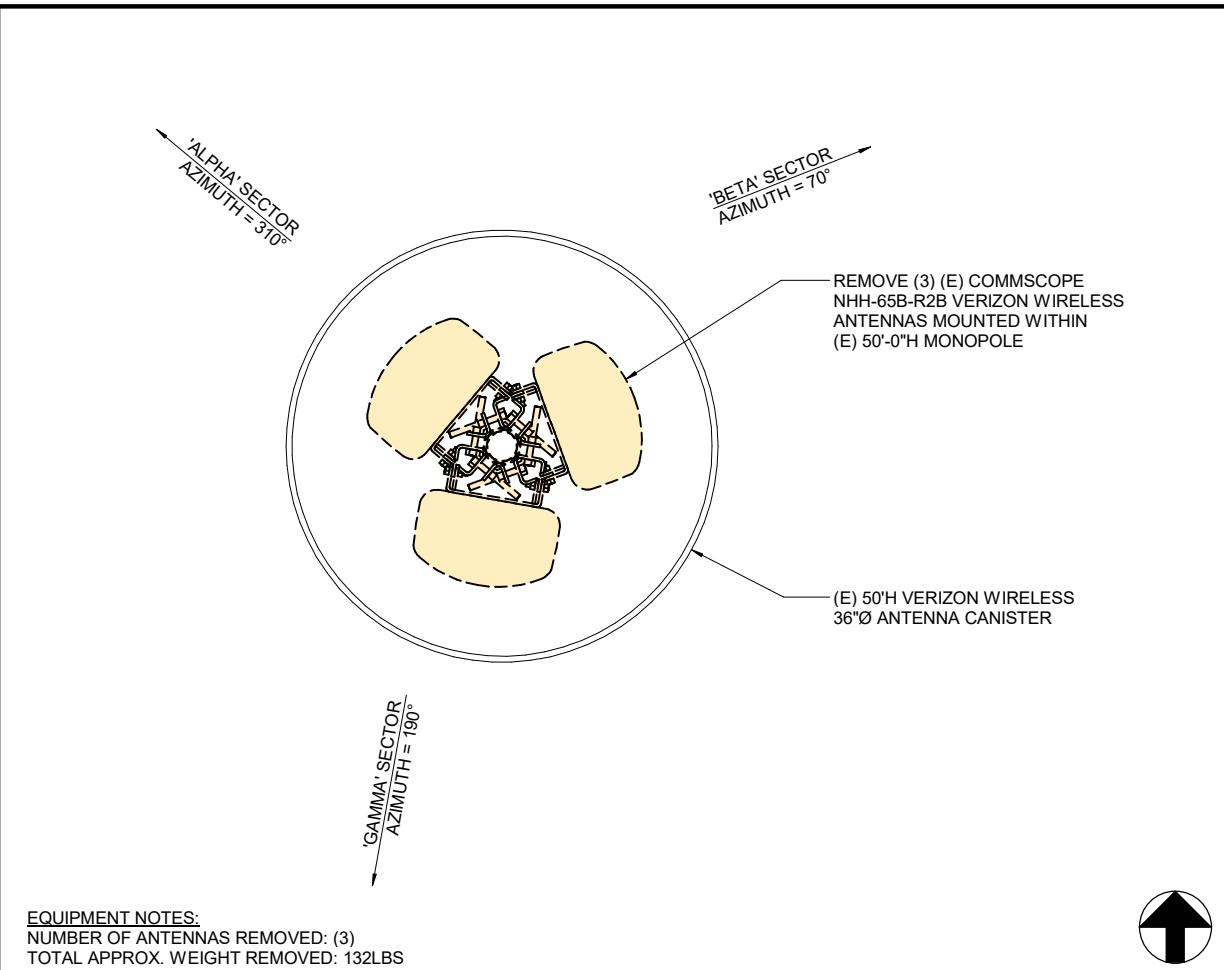 'ALPHA' SECTOR
AZIMUTH = 310°
'BETA' SECTOR
AZIMUTH = 70°
REMOVE (3) (E) COMMSCOPE
NHH-65B-R2B VERIZON WIRELESS
ANTENNAS MOUNTED WITHIN
(E) 50'-0"H MONOPOLE
(E) 50'H VERIZON WIRELESS
36"Ø ANTENNA CANISTER
'GAMMA' SECTOR
AZIMUTH = 190°
EQUIPMENT NOTES:
NUMBER OF ANTENNAS REMOVED: (3)
TOTAL APPROX. WEIGHT REMOVED: 132LBS